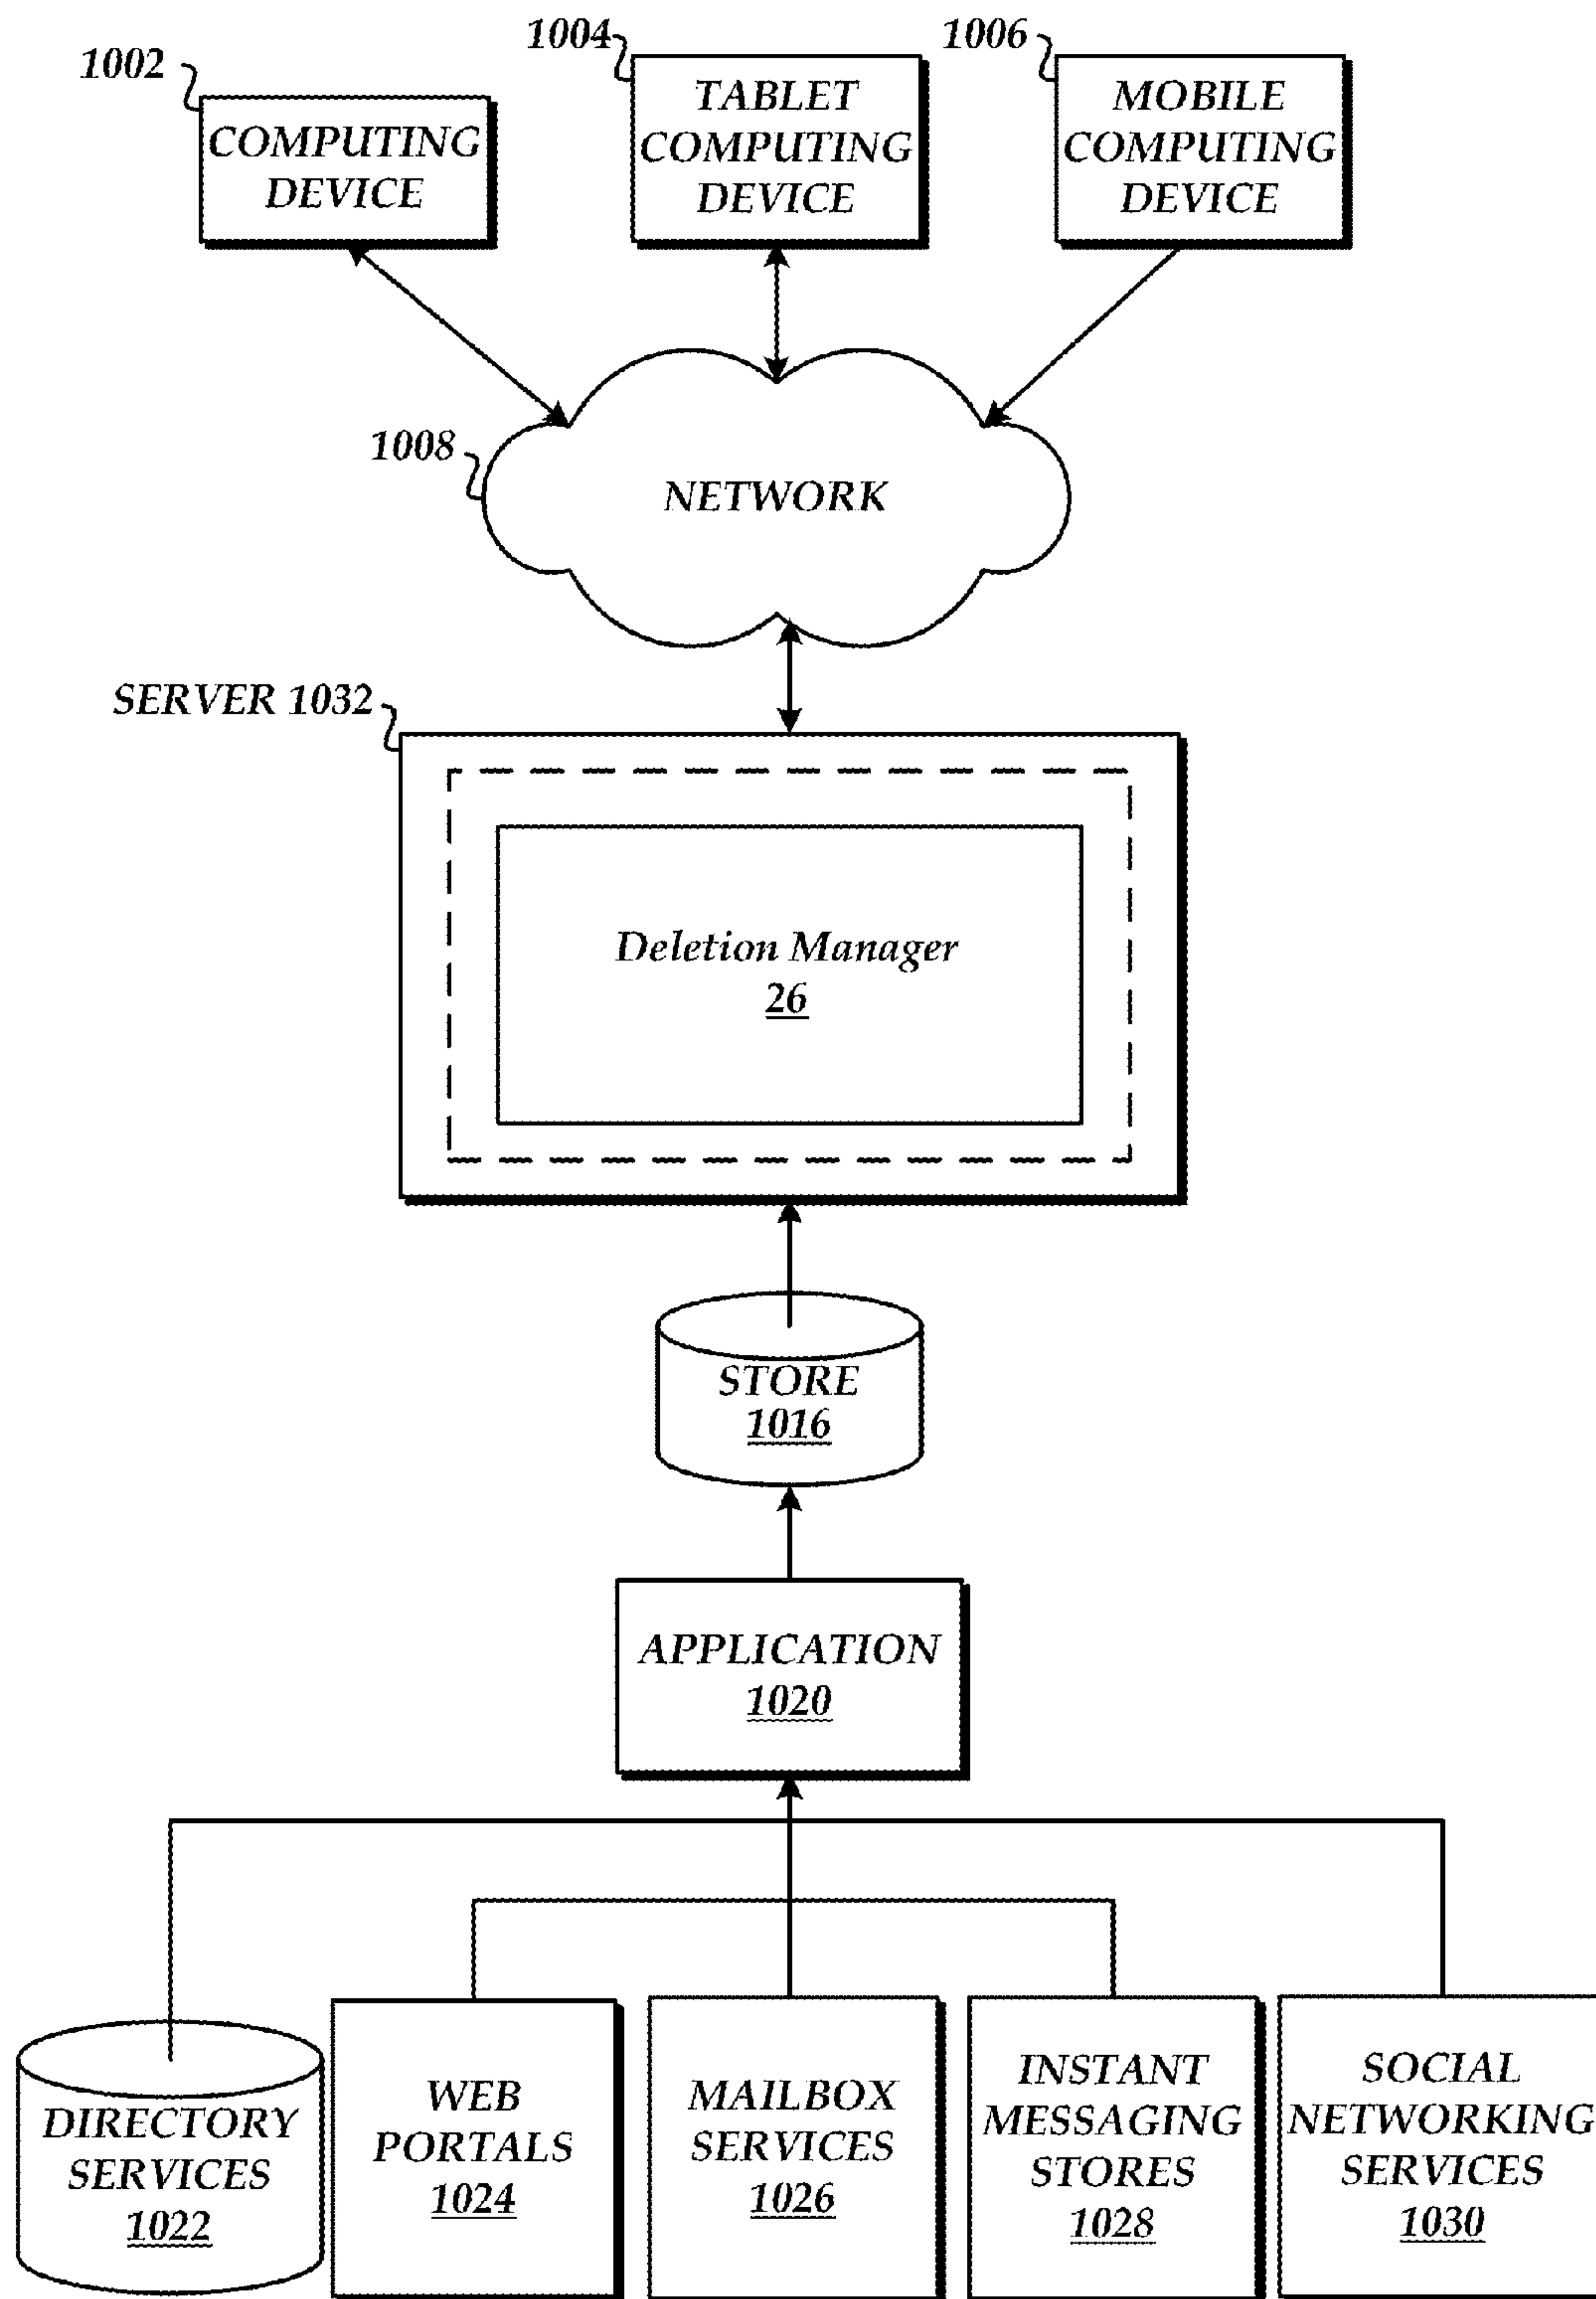 1002
COMPUTING
DEVICE
1004
TABLET
COMPUTING
DEVICE
1006
MOBILE
COMPUTING
DEVICE
1008
NETWORK
SERVER 1032
Deletion Manager
26
STORE
1016
APPLICATION
1020
DIRECTORY
SERVICES
1022
WEB
PORTALS
1024
MAILBOX
SERVICES
1026
INSTANT
MESSAGING
STORES
1028
SOCIAL
NETWORKING
SERVICES
1030